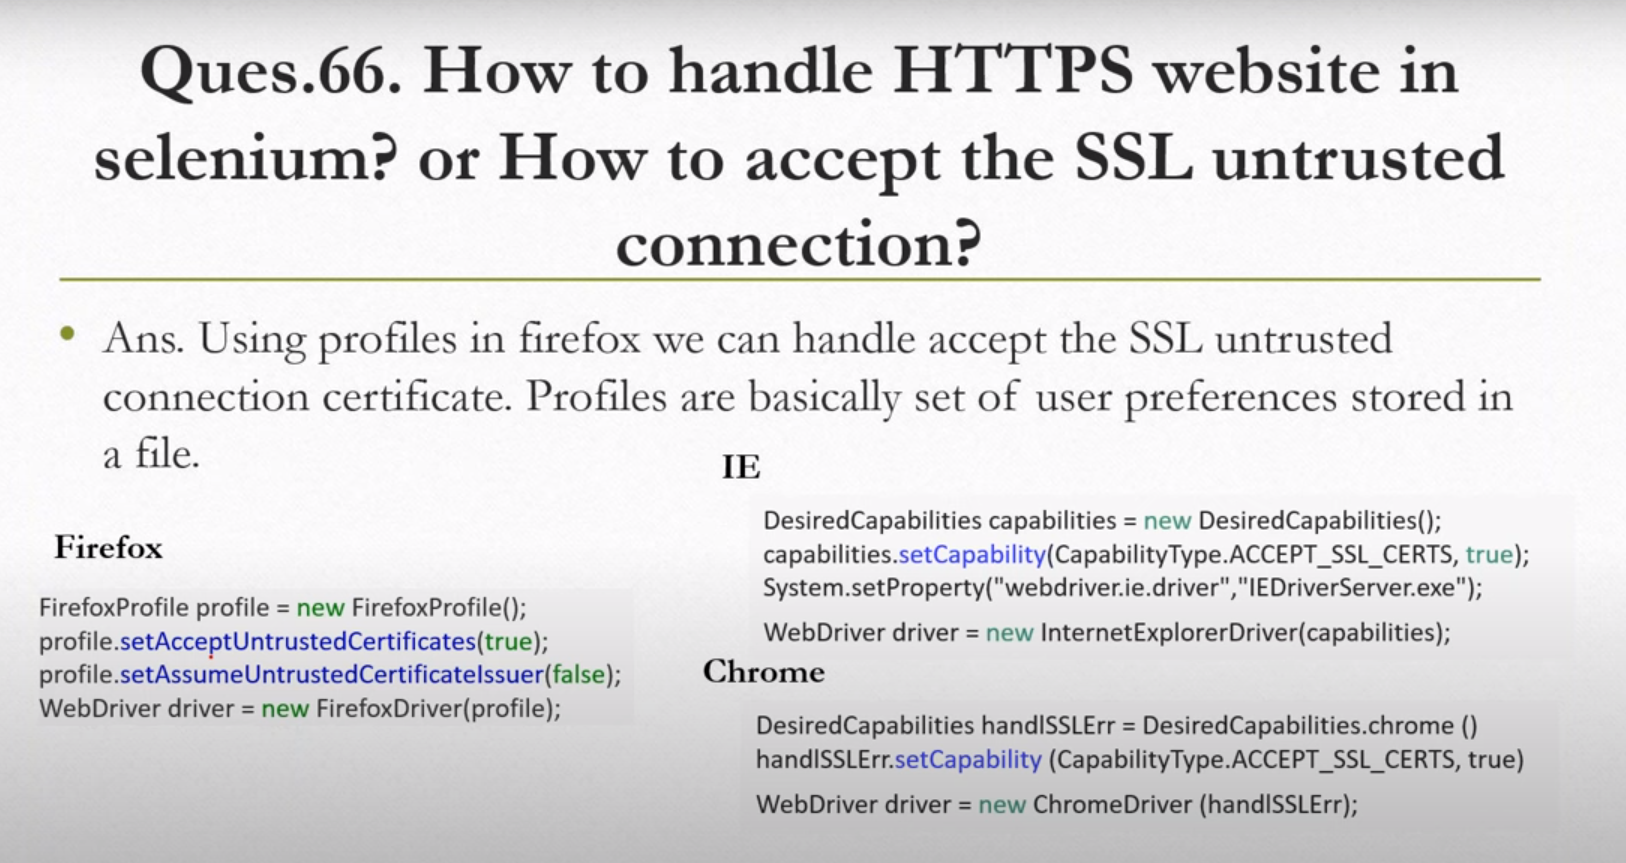 Ques.66. How to handle HTTPS website in
selenium? or How to accept the SSL untrusted
connection?
• Ans. Using profiles in firefox we can handle accept the SSL untrusted
connection certificate. Profiles are basically set of user preferences stored in
a file.
Firefox
FirefoxProfile profile = new FirefoxProfile();
profile.setAcceptUntrustedCertificates(true);
profile.setAssumeUntrustedCertificateIssuer(false);
WebDriver driver = new FirefoxDriver(profile);
IE
DesiredCapabilities capabilities = new DesiredCapabilities();
capabilities.setCapability(CapabilityType.ACCEPT_SSL_CERTS, true);
System.setProperty("webdriver.ie.driver","IEDriverServer.exe");
WebDriver driver = new InternetExplorerDriver(capabilities);
Chrome
DesiredCapabilities handlSSLErr = DesiredCapabilities.chrome ()
handlSSLErr.setCapability (CapabilityType.ACCEPT_SSL_CERTS, true)
WebDriver driver = new ChromeDriver (handlSSLErr);